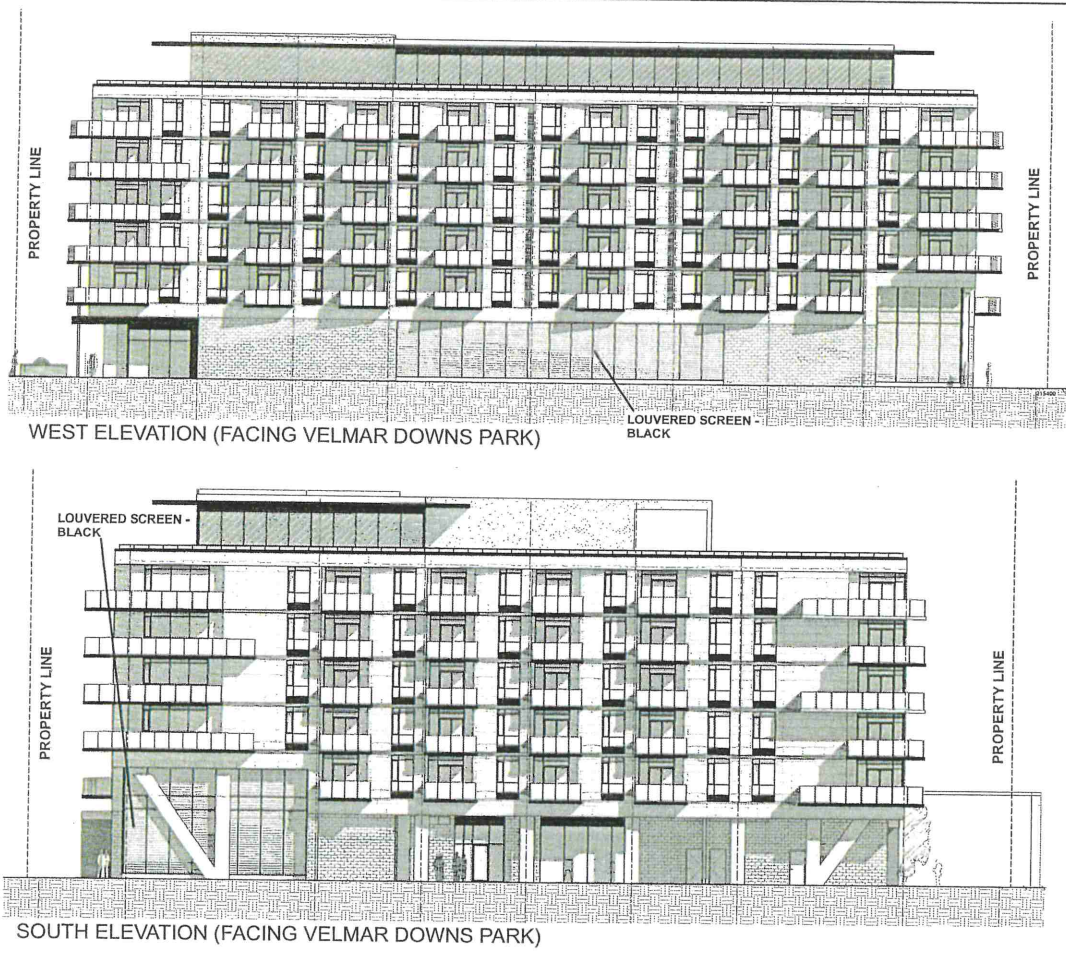 PROPERTY LINE
PROPERTY LINE
LOUVERED SCREEN -
BLACK
WEST ELEVATION (FACING VELMAR DOWNS PARK)
LOUVERED SCREEN -
BLACK
PROPERTY LINE
PROPERTY LINE
SOUTH ELEVATION (FACING VELMAR DOWNS PARK)